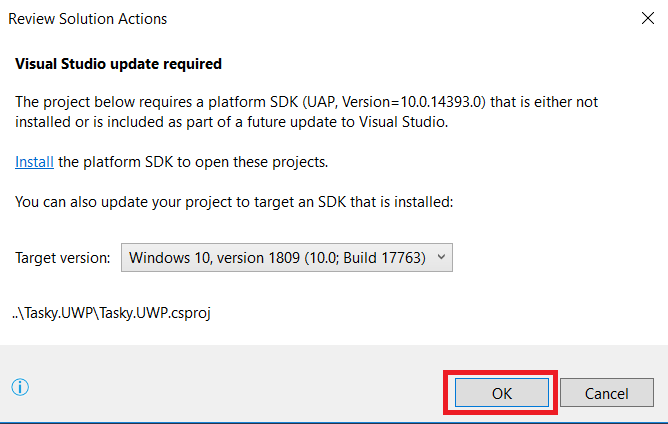 Review Solution Actions
Visual Studio update required
The project below requires a platform SDK (UAP, Version=10.0.14393.0) that is either not
installed or is included as part of a future update to Visual Studio.
Install the platform SDK to open these projects.
You can also update your project to target an SDK that is installed:
Target version: Windows 10, version 1809 (10.0; Build 17763)
..\Tasky.UWP\Tasky.UWP.csproj
OK Cancel